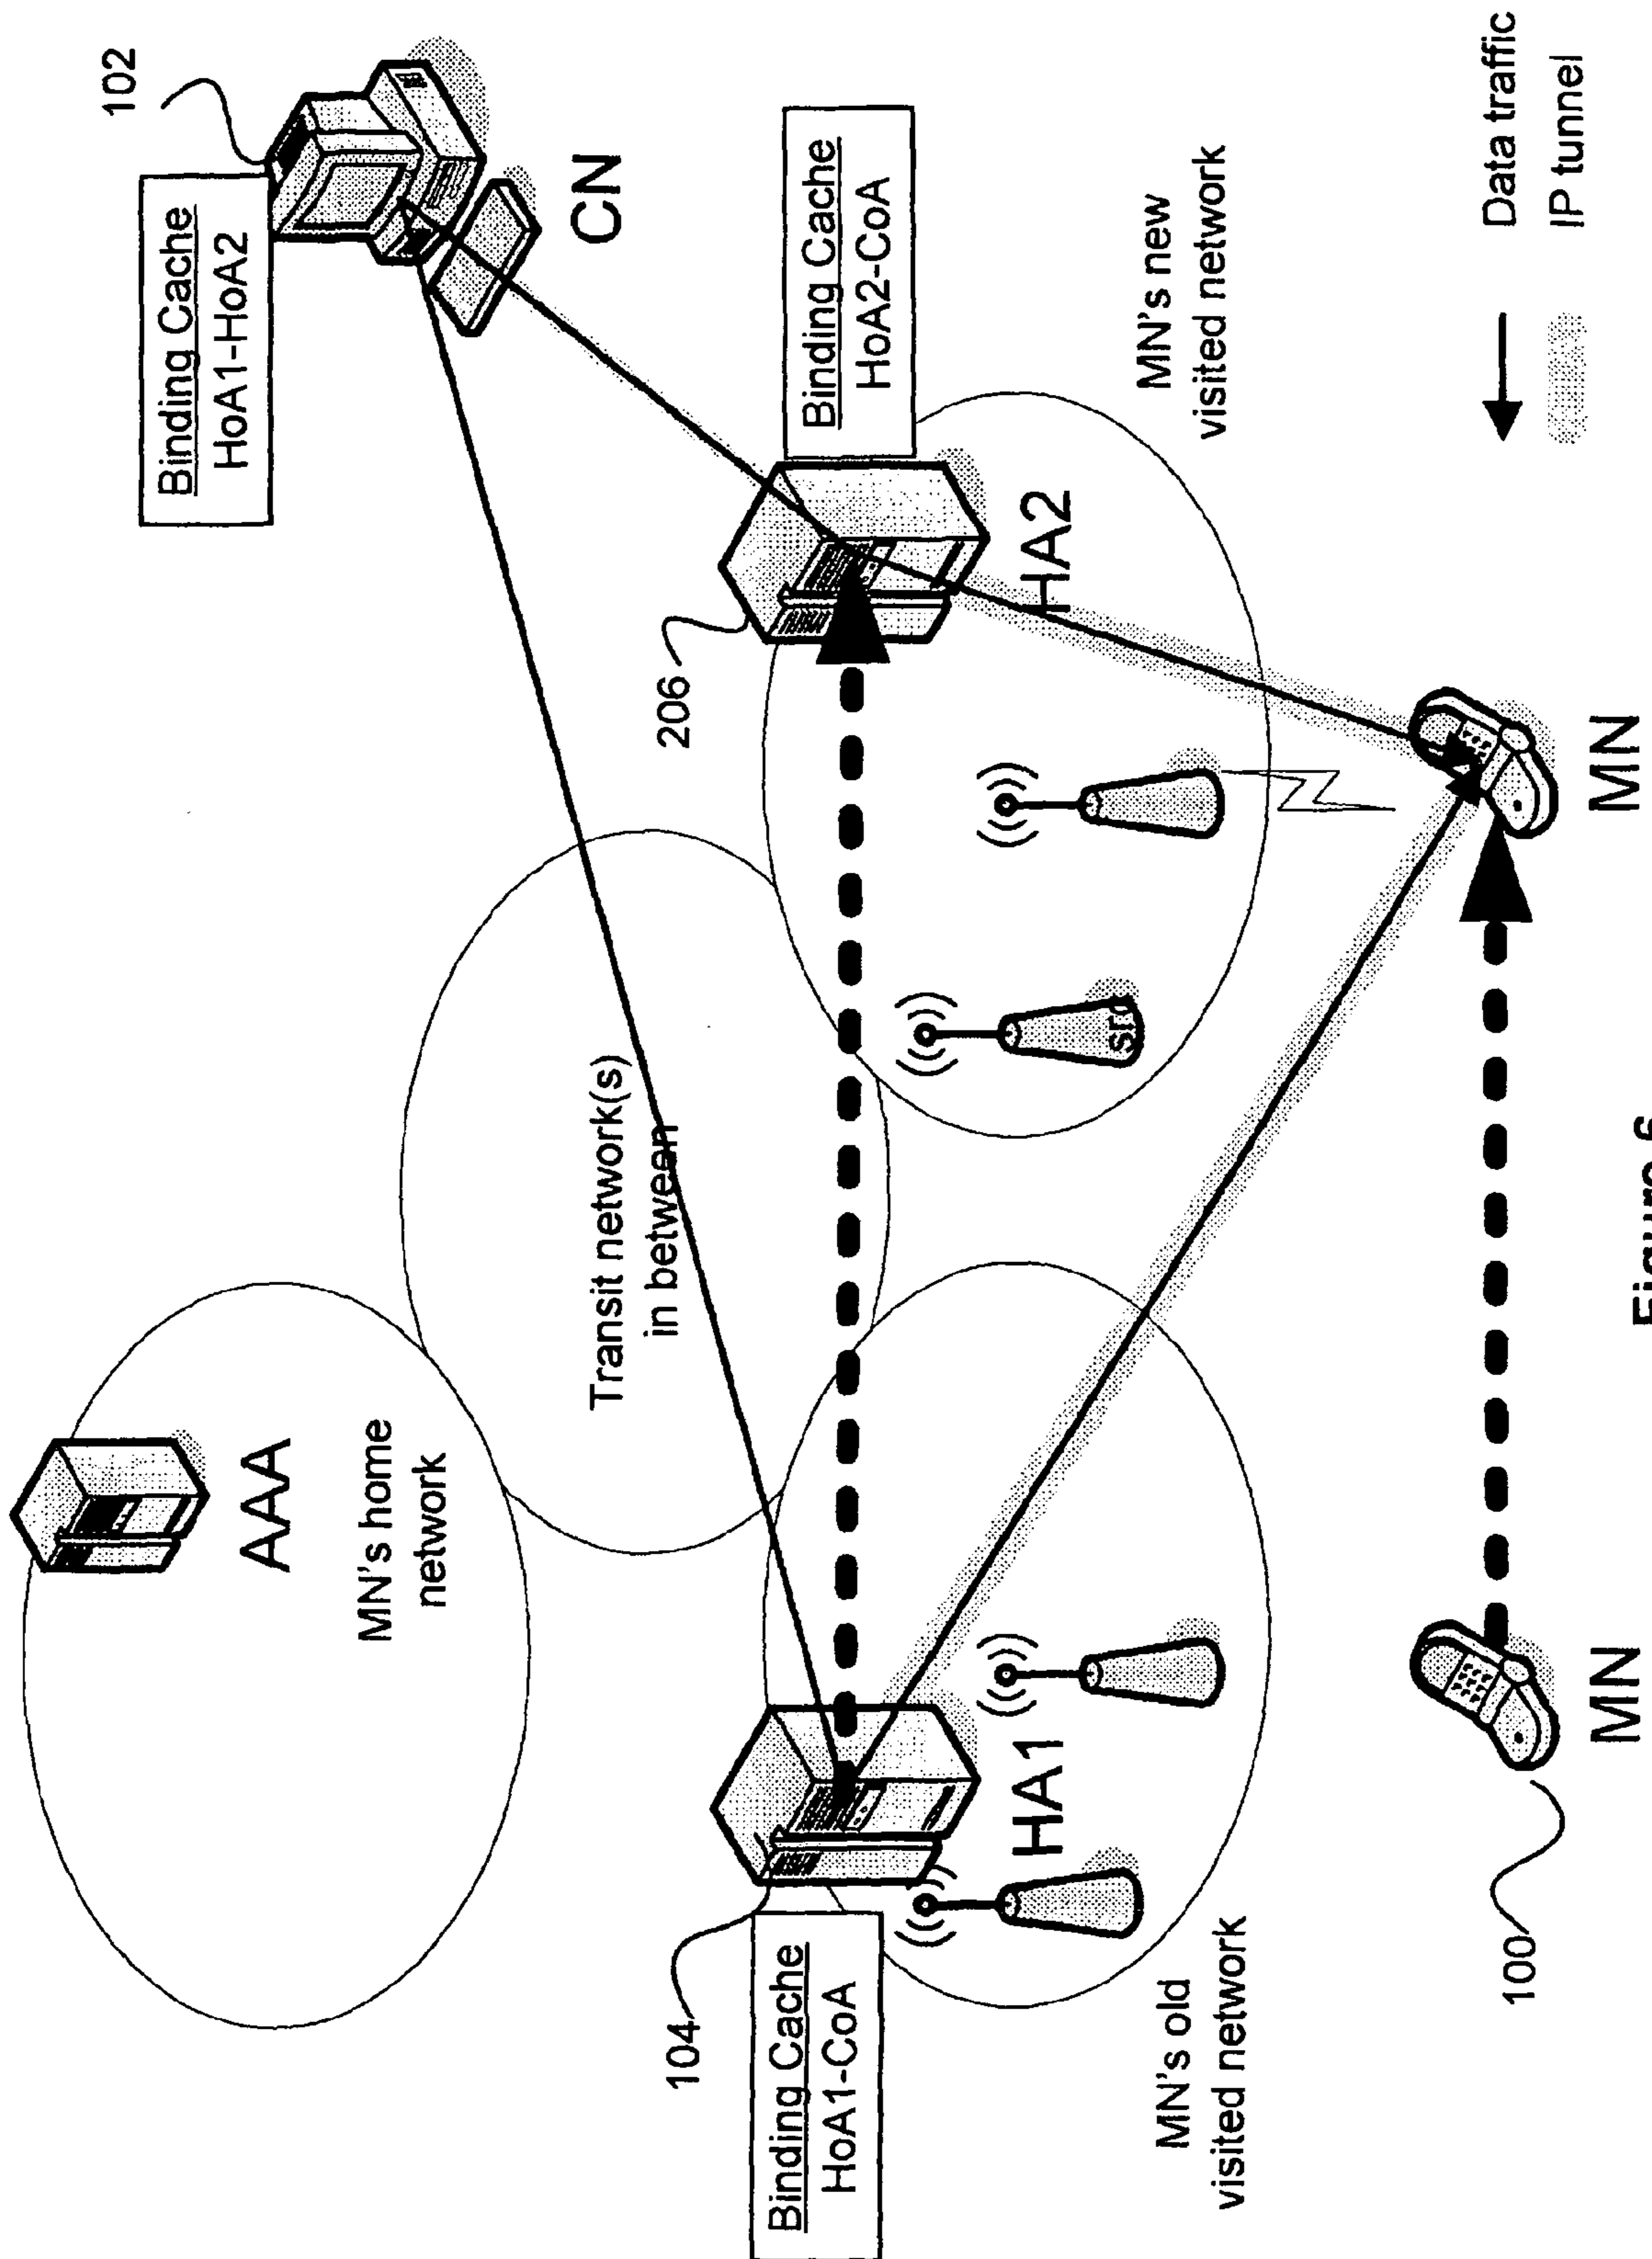 AAA
MN's home
network
Binding Cache
HoA1-HoA2
102
CN
Transit network(s)
in between
104
Binding Cache
HoA1-CoA
HA1
206
Binding Cache
HoA2-CoA
HA2
MN's old
visited network
MN's new
visited network
100
MN
MN
Data traffic
IP tunnel
Figure 6